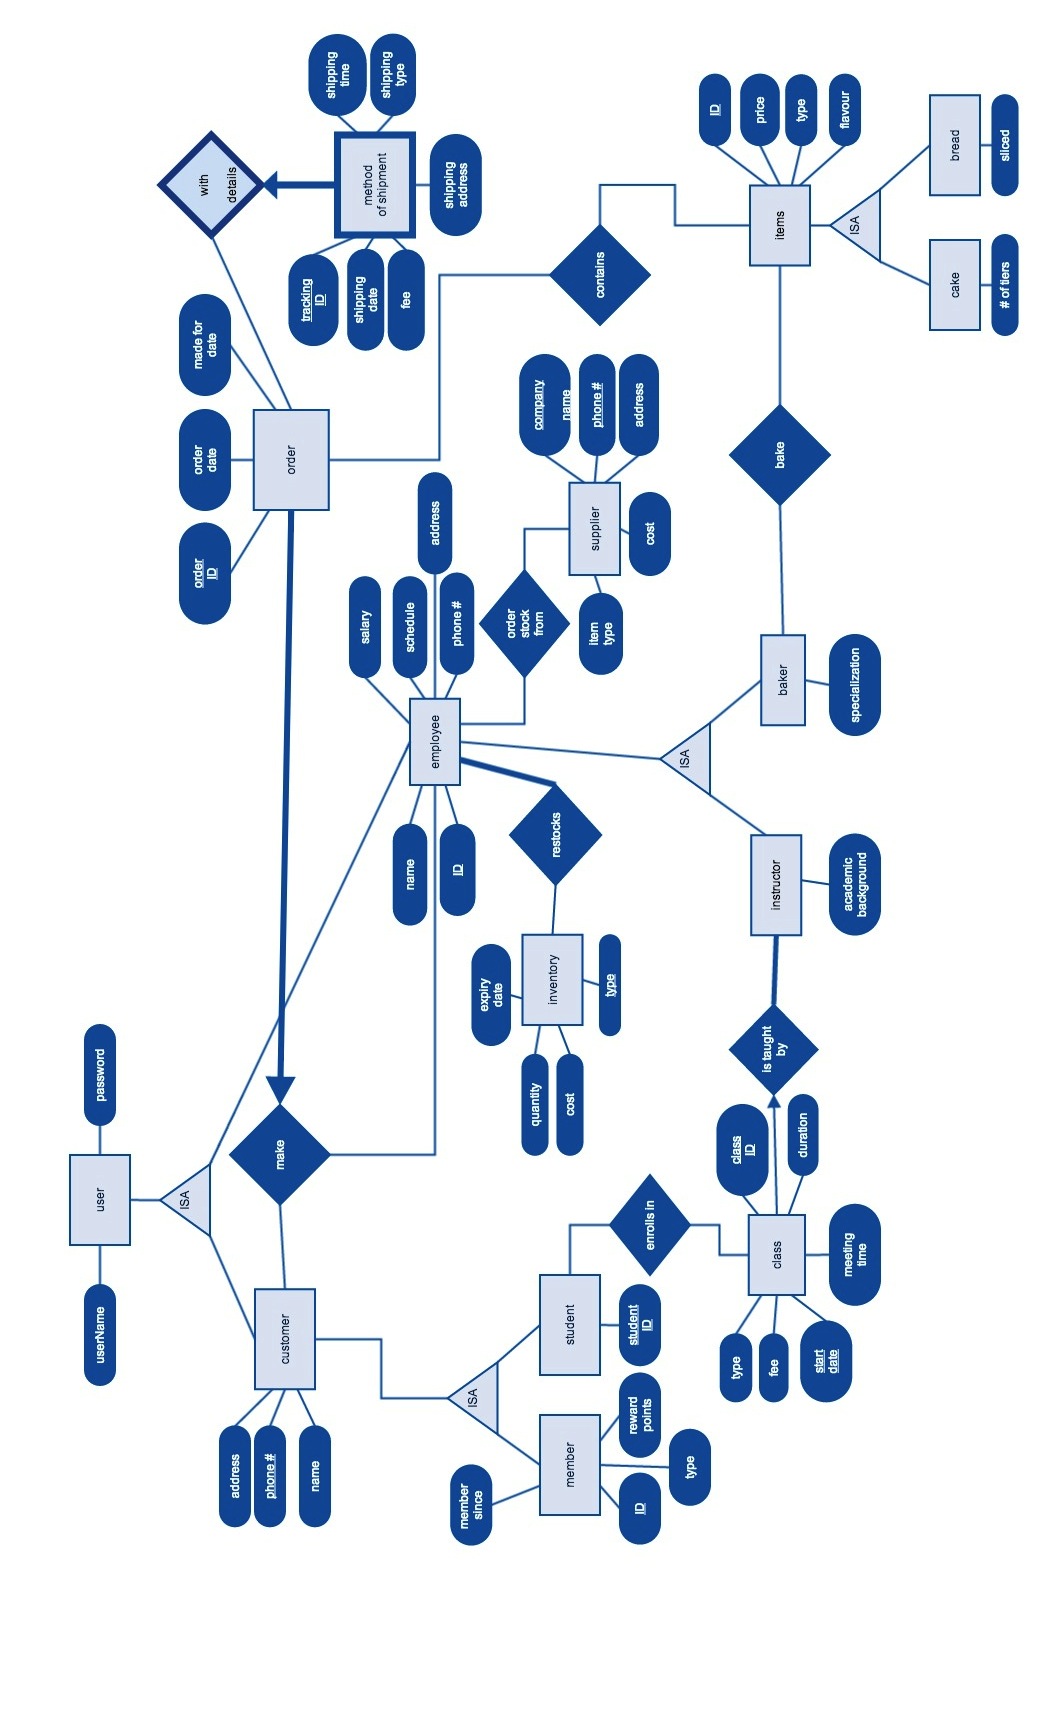 userName
user
password
ISA
address
phone #
name
customer
make
order
ID
order
date
made for
date
order
with
details
shipping
time
shipping
type
method
of shipment
shipping
address
tracking
ID
shipping
date
fee
contains
salary
schedule
phone #
address
employee
name
ID
order
stock
from
company
name
phone #
address
supplier
cost
item
type
restocks
expiry
date
inventory
type
quantity
cost
ISA
member
since
member
ID
type
reward
points
student
student
ID
enrolls in
class
ID
duration
class
type
fee
start
date
meeting
time
is taught
by
instructor
academic
background
ISA
baker
specialization
bake
ID
price
type
flavour
items
ISA
cake
# of tiers
bread
sliced